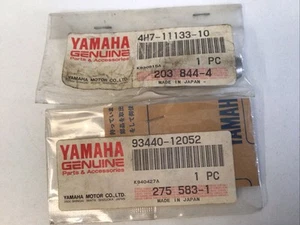 YAMAHA
GENUINE
Parts & Accessories
YAMAHA MOTOR CO.,LTD.
4H7-11133-10
1 PC
203 844-4
MADE IN JAPAN
YAMAHA
GENUINE
Parts & Accessories
YAMAHA MOTOR CO.,LTD.
93440-12052
1 PC
K940427A
275 583-1
MADE IN JAPAN